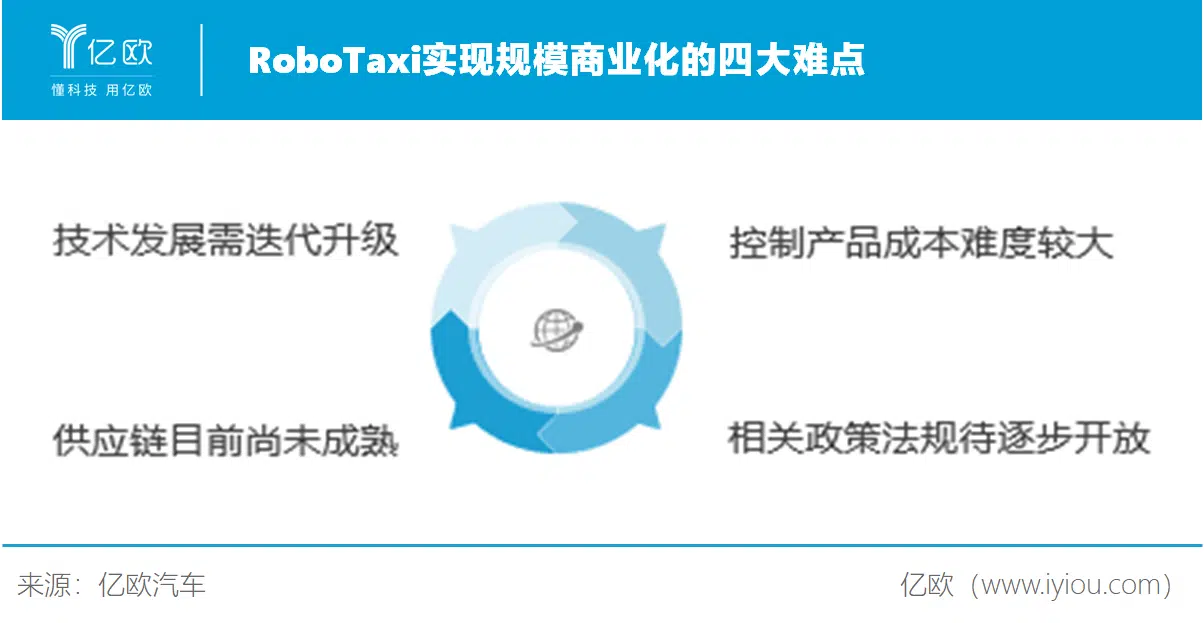 亿欧
懂科技 用亿欧
RoboTaxi实现规模商业化的四大难点
技术发展需迭代升级
控制产品成本难度较大
供应链目前尚未成熟
相关政策法规待逐步开放
来源：亿欧汽车
亿欧（www.iyiou.com）